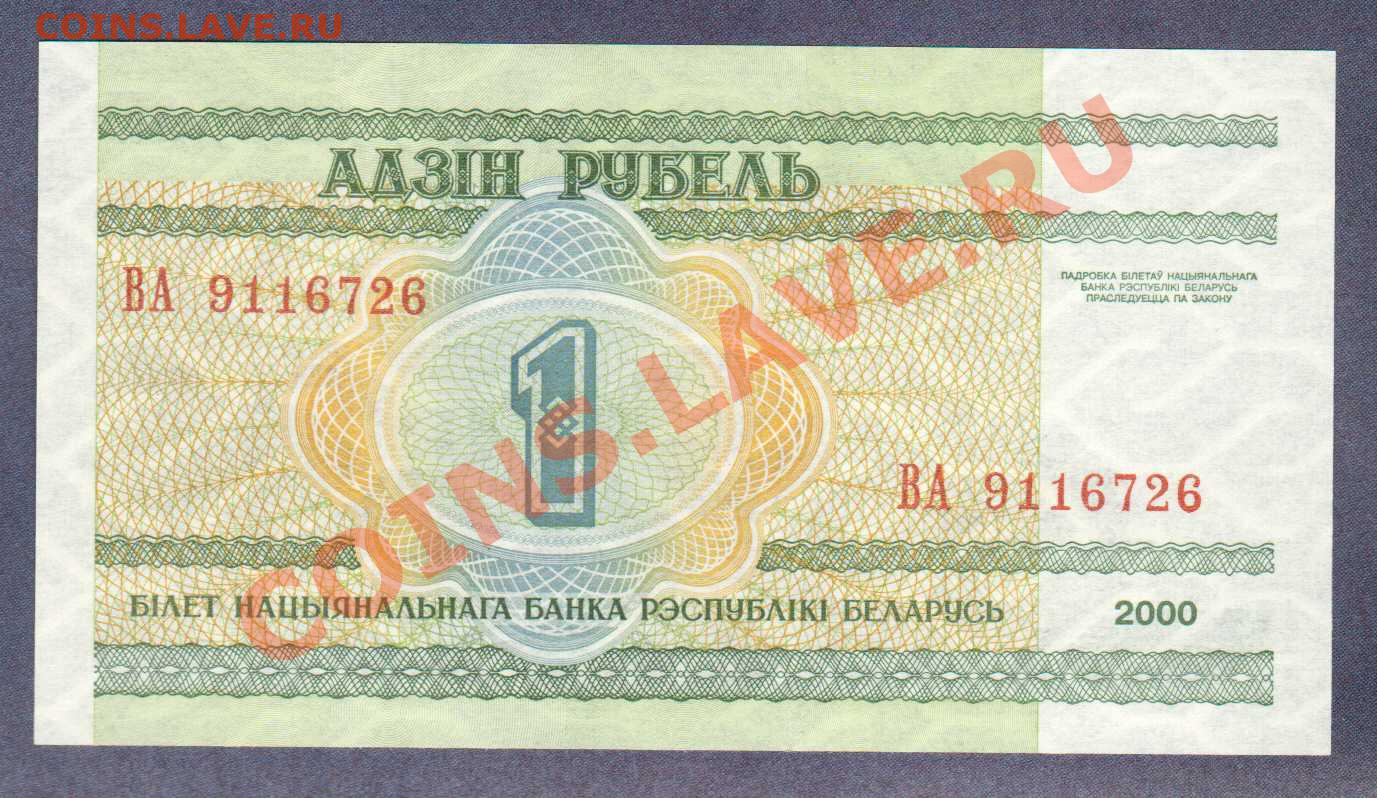 COINS.LAVE.RU
АДЗІН РУБЕЛЬ
ВА 9116726
ПАДРОБКА БІЛЕТАЎ НАЦЫЯНАЛЬНАГА
БАНКА РЭСПУБЛІКІ БЕЛАРУСЬ
ПРАСЛЕДУЕЦЦА ПА ЗАКОНУ
1
COINS.LAVE.RU
ВА 9116726
БІЛЕТ НАЦЫЯНАЛЬНАГА БАНКА РЭСПУБЛІКІ БЕЛАРУСЬ
2000